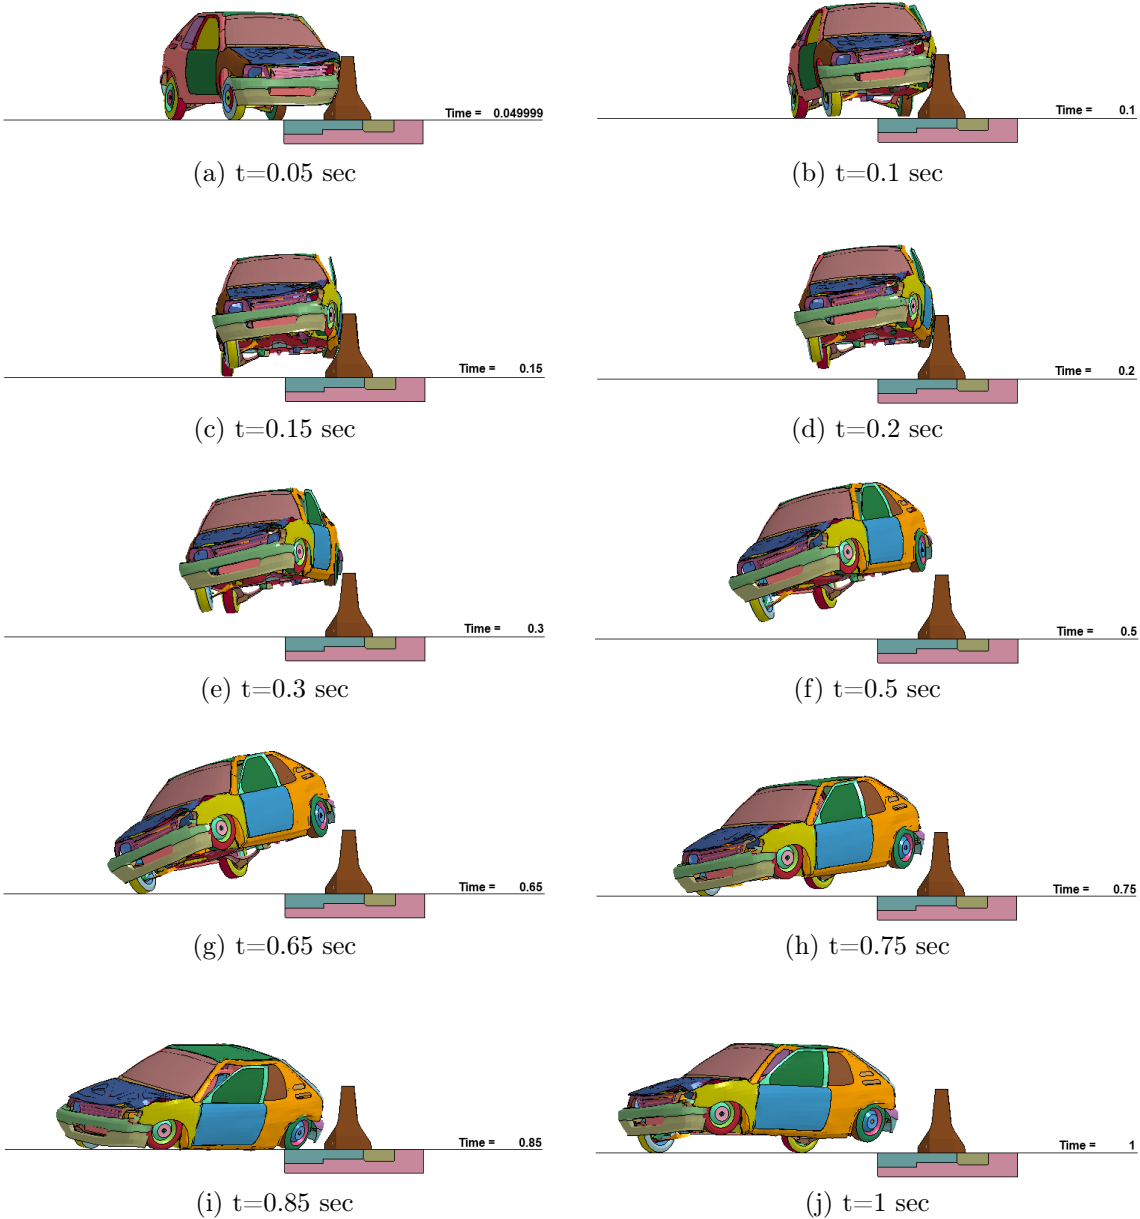 Time = 0.049999
Time = 0.1
(a) t=0.05 sec
(b) t=0.1 sec
Time = 0.15
Time = 0.2
(c) t=0.15 sec
(d) t=0.2 sec
Time = 0.3
Time = 0.5
(e) t=0.3 sec
(f) t=0.5 sec
Time = 0.65
Time = 0.75
(g) t=0.65 sec
(h) t=0.75 sec
Time = 0.85
Time = 1
(i) t=0.85 sec
(j) t=1 sec